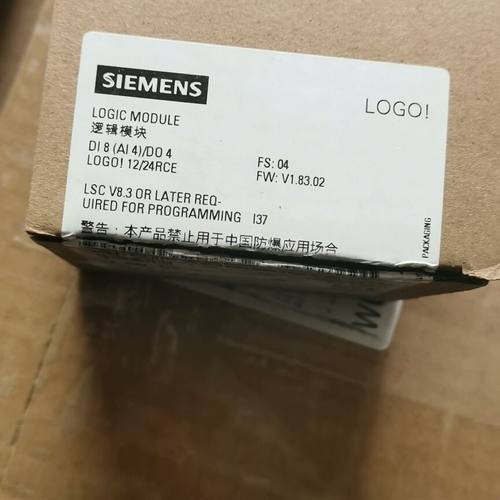 SIEMENS
LOGO!
LOGIC MODULE
逻辑模块
DI 8 (AI 4)/DO 4
LOGO! 12/24RCE
FS: 04
FW: V1.83.02
LSC V8.3 OR LATER REQ-
UIRED FOR PROGRAMMING I37
警告: 本产品禁止用于中国防爆应用场合
PACKAGING